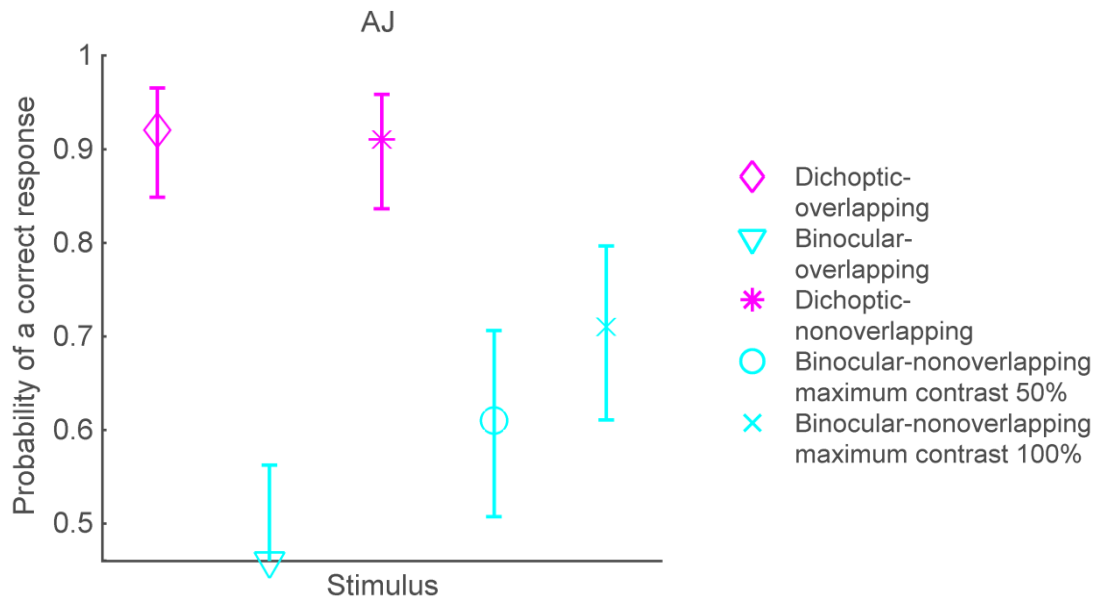 AJ
Probability of a correct response
1
0.9
0.8
0.7
0.6
0.5
Stimulus
Dichoptic-
overlapping
Binocular-
overlapping
Dichoptic-
nonoverlapping
Binocular-nonoverlapping
maximum contrast 50%
Binocular-nonoverlapping
maximum contrast 100%